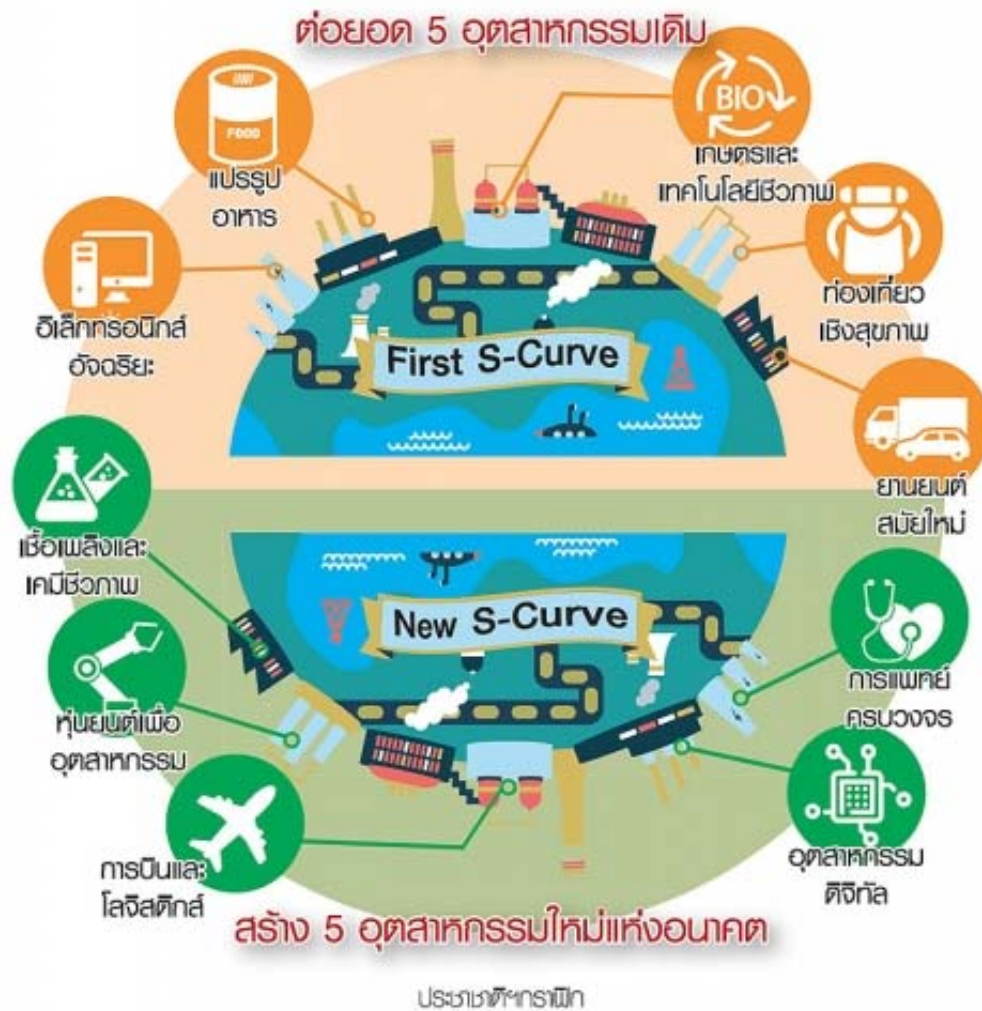 ต่อยอด 5 อุตสาหกรรมเดิม
FOOD
แปรรูป
อาหาร
BIO
เกษตรและ
เทคโนโลยีชีวภาพ
อิเล็กทรอนิกส์
อัจฉริยะ
ท่องเที่ยว
เชิงสุขภาพ
First S-Curve
ยานยนต์
สมัยใหม่
เชื้อเพลิงและ
เคมีชีวภาพ
New S-Curve
การแพทย์
ครบวงจร
หุ่นยนต์เพื่อ
อุตสาหกรรม
การบินและ
โลจิสติกส์
อุตสาหกรรม
ดิจิทัล
สร้าง 5 อุตสาหกรรมใหม่แห่งอนาคต
ประชาชาติฯกราฟิก